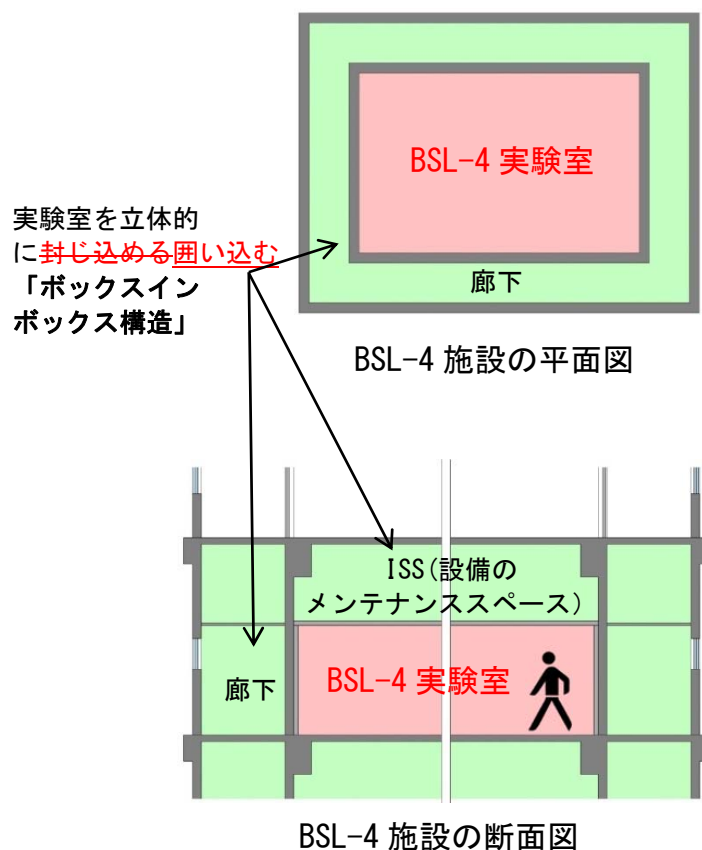 BSL-4 実験室
廊下
BSL-4 施設の平面図
実験室を立体的
に封じ込める囲い込む
「ボックスイン
ボックス構造」
ISS(設備の
メンテナンススペース)
廊下
BSL-4 実験室
BSL-4 施設の断面図